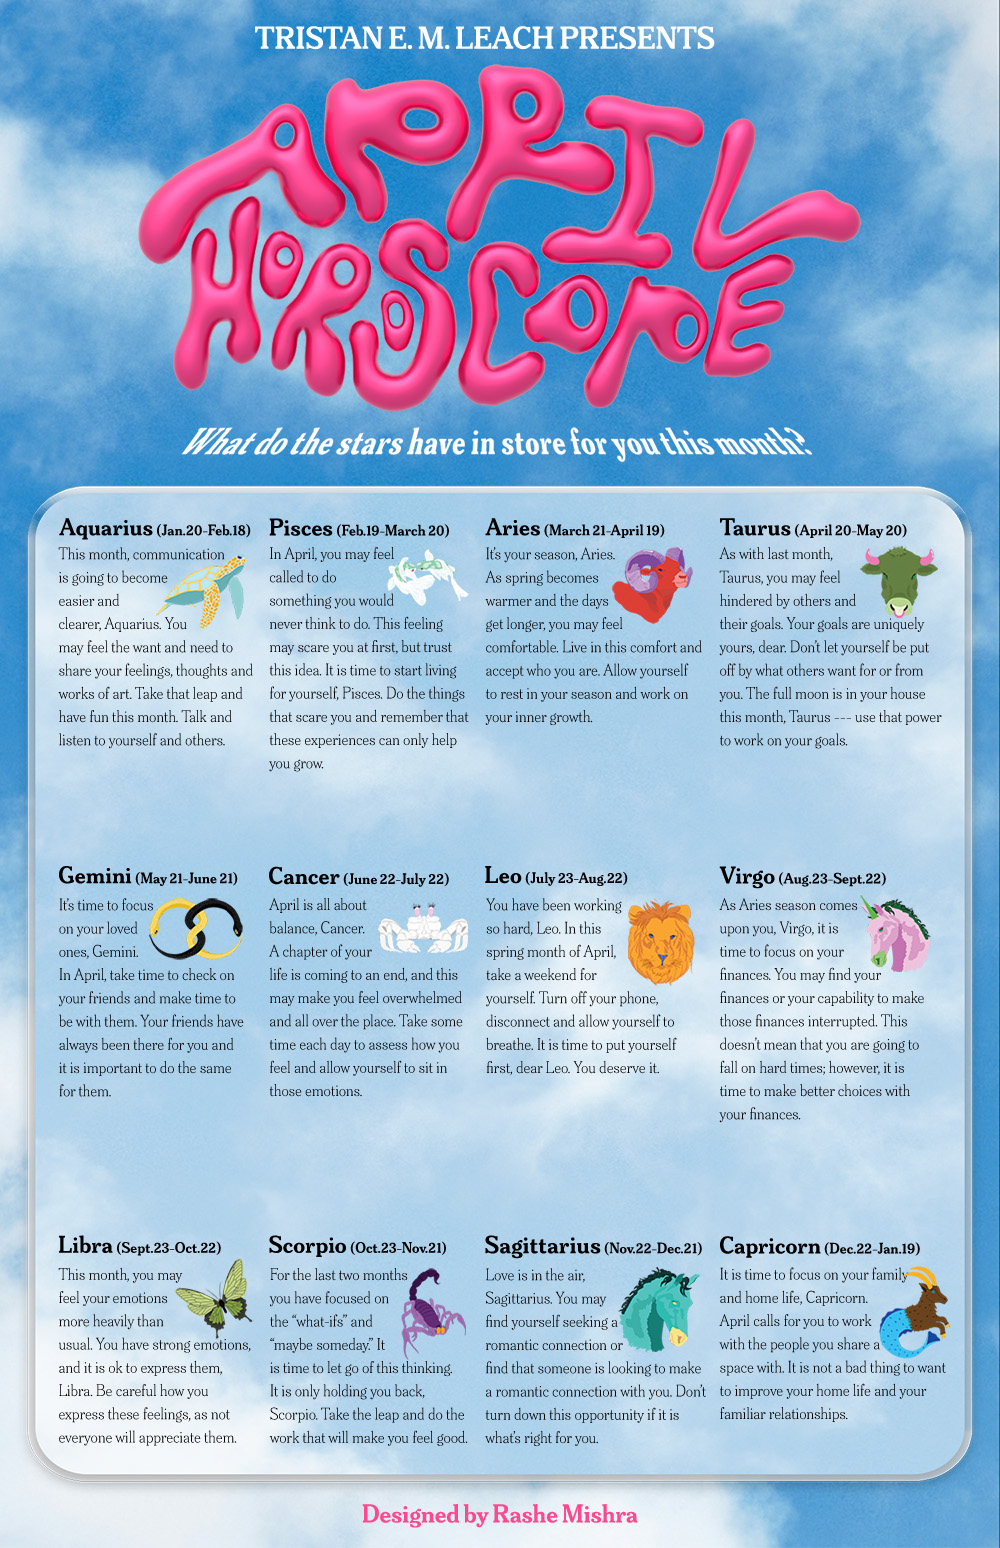 TRISTAN E. M. LEACH PRESENTS
APRIL
HOROSCOPE
What do the stars have in store for you this month?
Aquarius (Jan.20-Feb.18)
This month, communication
is going to become
easier and
clearer, Aquarius. You
may feel the want and need to
share your feelings, thoughts and
works of art. Take that leap and
have fun this month. Talk and
listen to yourself and others.
Pisces (Feb.19-March 20)
In April, you may feel
called to do
something you would
never think to do. This feeling
may scare you at first, but trust
this idea. It is time to start living
for yourself, Pisces. Do the things
that scare you and remember that
these experiences can only help
you grow.
Aries (March 21-April 19)
It's your season, Aries.
As spring becomes
warmer and the days
get longer, you may feel
comfortable. Live in this comfort and
accept who you are. Allow yourself
to rest in your season and work on
your inner growth.
Taurus (April 20-May 20)
As with last month,
Taurus, you may feel
hindered by others and
their goals. Your goals are uniquely
yours, dear. Don't let yourself be put
off by what others want for or from
you. The full moon is in your house
this month, Taurus --- use that power
to work on your goals.
Gemini (May 21-June 21)
It's time to focus
on your loved
ones, Gemini.
In April, take time to check on
your friends and make time to
be with them. Your friends have
always been there for you and
it is important to do the same
for them.
Cancer (June 22-July 22)
April is all about
balance, Cancer.
A chapter of your
life is coming to an end, and this
may make you feel overwhelmed
and all over the place. Take some
time each day to assess how you
feel and allow yourself to sit in
those emotions.
Leo (July 23-Aug.22)
You have been working
so hard, Leo. In this
spring month of April,
take a weekend for
yourself. Turn off your phone,
disconnect and allow yourself to
breathe. It is time to put yourself
first, dear Leo. You deserve it.
Virgo (Aug.23-Sept.22)
As Aries season comes
upon you, Virgo, it is
time to focus on your
finances. You may find your
finances or your capability to make
those finances interrupted. This
doesn't mean that you are going to
fall on hard times; however, it is
time to make better choices with
your finances.
Libra (Sept.23-Oct.22)
This month, you may
feel your emotions
more heavily than
usual. You have strong emotions,
and it is ok to express them,
Libra. Be careful how you
express these feelings, as not
everyone will appreciate them.
Scorpio (Oct.23-Nov.21)
For the last two months
you have focused on
the "what-ifs" and
"maybe someday." It
is time to let go of this thinking.
It is only holding you back,
Scorpio. Take the leap and do the
work that will make you feel good.
Sagittarius (Nov.22-Dec.21)
Love is in the air,
Sagittarius. You may
find yourself seeking a
romantic connection or
find that someone is looking to make
a romantic connection with you. Don't
turn down this opportunity if it is
what's right for you.
Capricorn (Dec.22-Jan.19)
It is time to focus on your family
and home life, Capricorn.
April calls for you to work
with the people you share a
space with. It is not a bad thing to want
to improve your home life and your
familiar relationships.
Designed by Rashe Mishra